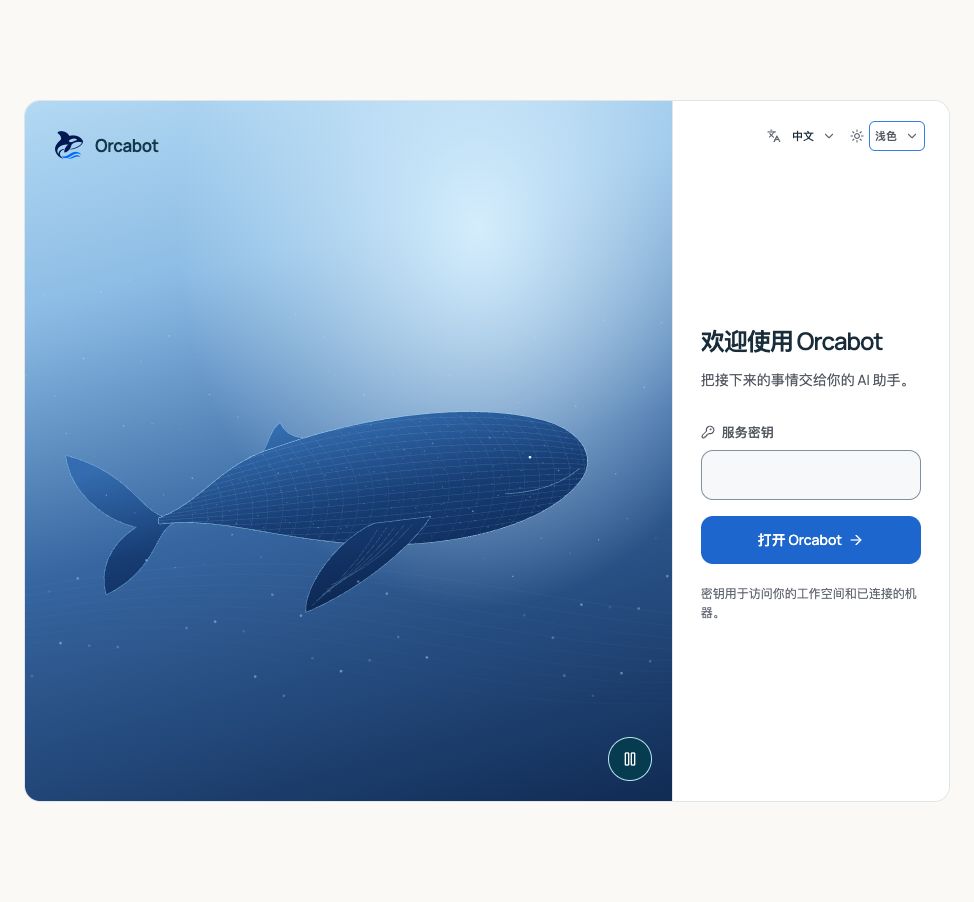 Orcabot
中文
浅色
欢迎使用 Orcabot
把接下来的事情交给你的 AI 助手。
服务密钥
打开 Orcabot
密钥用于访问你的工作空间和已连接的机
器。